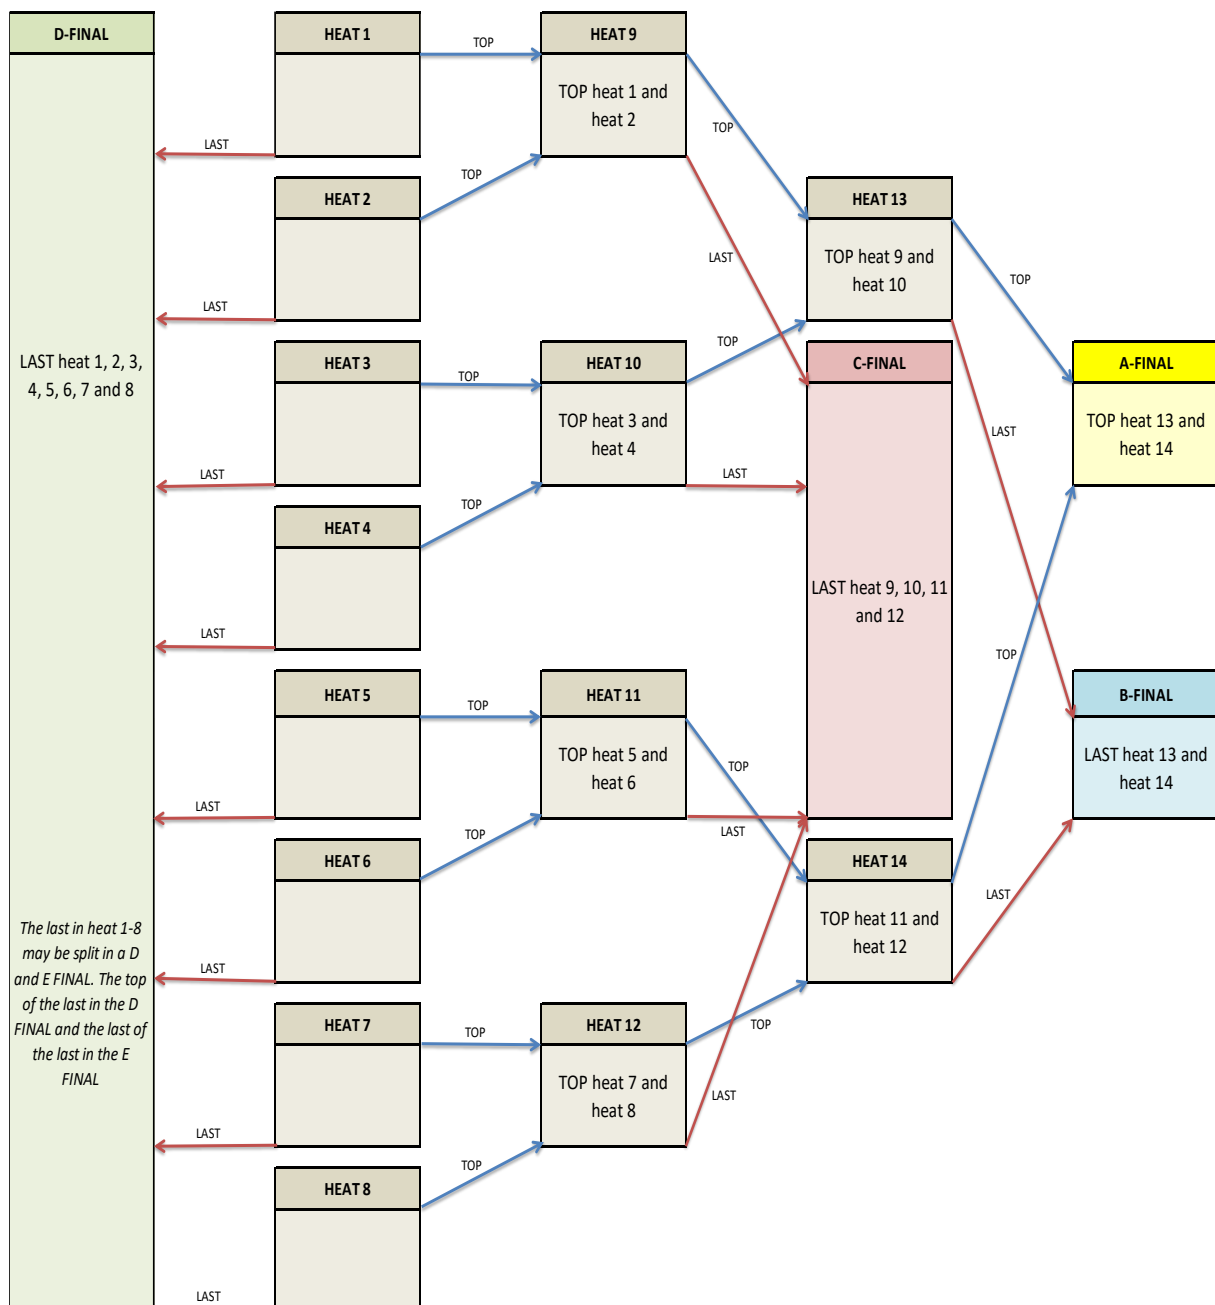 D-FINAL
LAST heat 1, 2, 3,
4, 5, 6, 7 and 8
The last in heat 1-8
may be split in a D
and E FINAL. The top
of the last in the D
FINAL and the last of
the last in the E
FINAL
HEAT 1
TOP
LAST
HEAT 2
TOP
LAST
HEAT 3
TOP
LAST
HEAT 4
TOP
LAST
HEAT 5
TOP
LAST
HEAT 6
TOP
LAST
HEAT 7
TOP
LAST
HEAT 8
TOP
LAST
HEAT 9
TOP heat 1 and
heat 2
TOP
LAST
HEAT 10
TOP heat 3 and
heat 4
TOP
LAST
HEAT 11
TOP heat 5 and
heat 6
TOP
LAST
HEAT 12
TOP heat 7 and
heat 8
TOP
LAST
HEAT 13
TOP heat 9 and
heat 10
TOP
LAST
C-FINAL
LAST heat 9, 10, 11
and 12
HEAT 14
TOP heat 11 and
heat 12
TOP
LAST
A-FINAL
TOP heat 13 and
heat 14
B-FINAL
LAST heat 13 and
heat 14